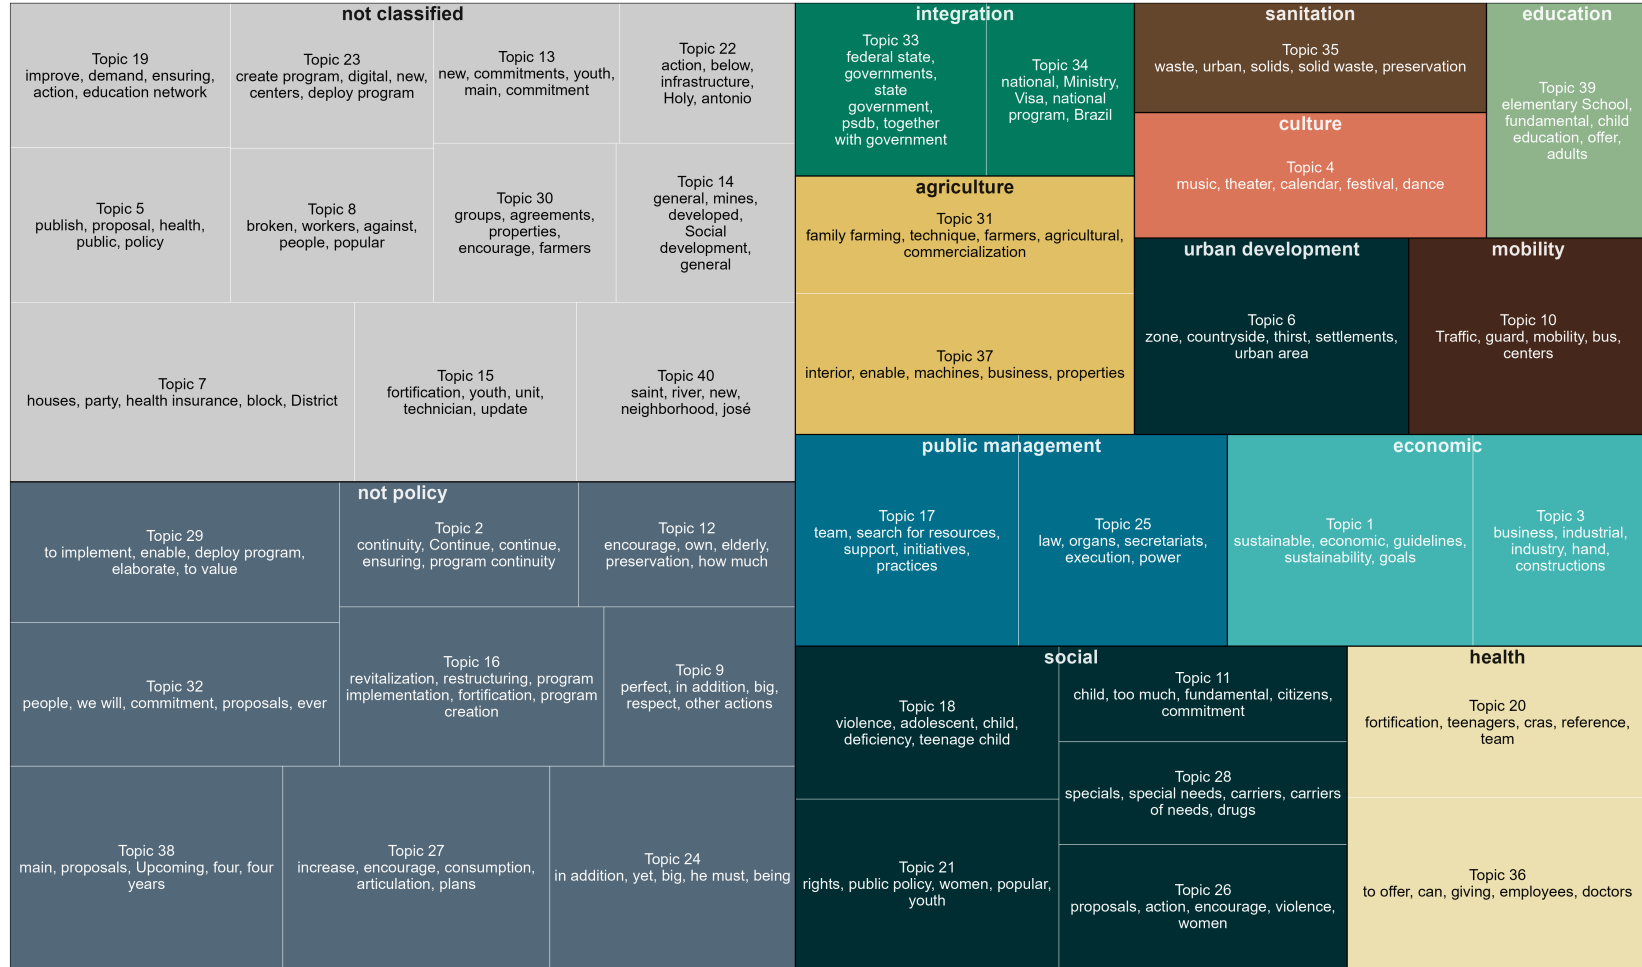 not classified
Topic 19
improve, demand, ensuring,
action, education network
Topic 23
create program, digital, new,
centers, deploy program
Topic 13
new, commitments, youth,
main, commitment
Topic 22
action, below,
infrastructure,
Holy, antonio
Topic 5
publish, proposal, health,
public, policy
Topic 8
broken, workers, against,
people, popular
Topic 30
groups, agreements,
properties,
encourage, farmers
Topic 14
general, mines,
developed,
Social
development,
general
Topic 7
houses, party, health insurance, block, District
Topic 15
fortification, youth, unit,
technician, update
Topic 40
saint, river, new,
neighborhood, josé
not policy
Topic 29
to implement, enable, deploy program,
elaborate, to value
Topic 2
continuity, Continue, continue,
ensuring, program continuity
Topic 12
encourage, own, elderly,
preservation, how much
Topic 32
people, we will, commitment, proposals, ever
Topic 16
revitalization, restructuring, program
implementation, fortification, program
creation
Topic 9
perfect, in addition, big,
respect, other actions
Topic 38
main, proposals, Upcoming, four, four
years
Topic 27
increase, encourage, consumption,
articulation, plans
Topic 24
in addition, yet, big, he must, being
integration
Topic 33
federal state,
governments,
state
government,
psdb, together
with government
Topic 34
national, Ministry,
Visa, national
program, Brazil
sanitation
Topic 35
waste, urban, solids, solid waste, preservation
education
Topic 39
elementary School,
fundamental, child
education, offer,
adults
culture
Topic 4
music, theater, calendar, festival, dance
agriculture
Topic 31
family farming, technique, farmers, agricultural,
commercialization
Topic 37
interior, enable, machines, business, properties
urban development
Topic 6
zone, countryside, thirst, settlements,
urban area
mobility
Topic 10
Traffic, guard, mobility, bus,
centers
public management
Topic 17
team, search for resources,
support, initiatives,
practices
Topic 25
law, organs, secretariats,
execution, power
economic
Topic 1
sustainable, economic, guidelines,
sustainability, goals
Topic 3
business, industrial,
industry, hand,
constructions
social
Topic 18
violence, adolescent, child,
deficiency, teenage child
Topic 11
child, too much, fundamental, citizens,
commitment
Topic 28
specials, special needs, carriers, carriers
of needs, drugs
Topic 21
rights, public policy, women, popular,
youth
Topic 26
proposals, action, encourage, violence,
women
health
Topic 20
fortification, teenagers, cras, reference,
team
Topic 36
to offer, can, giving, employees, doctors